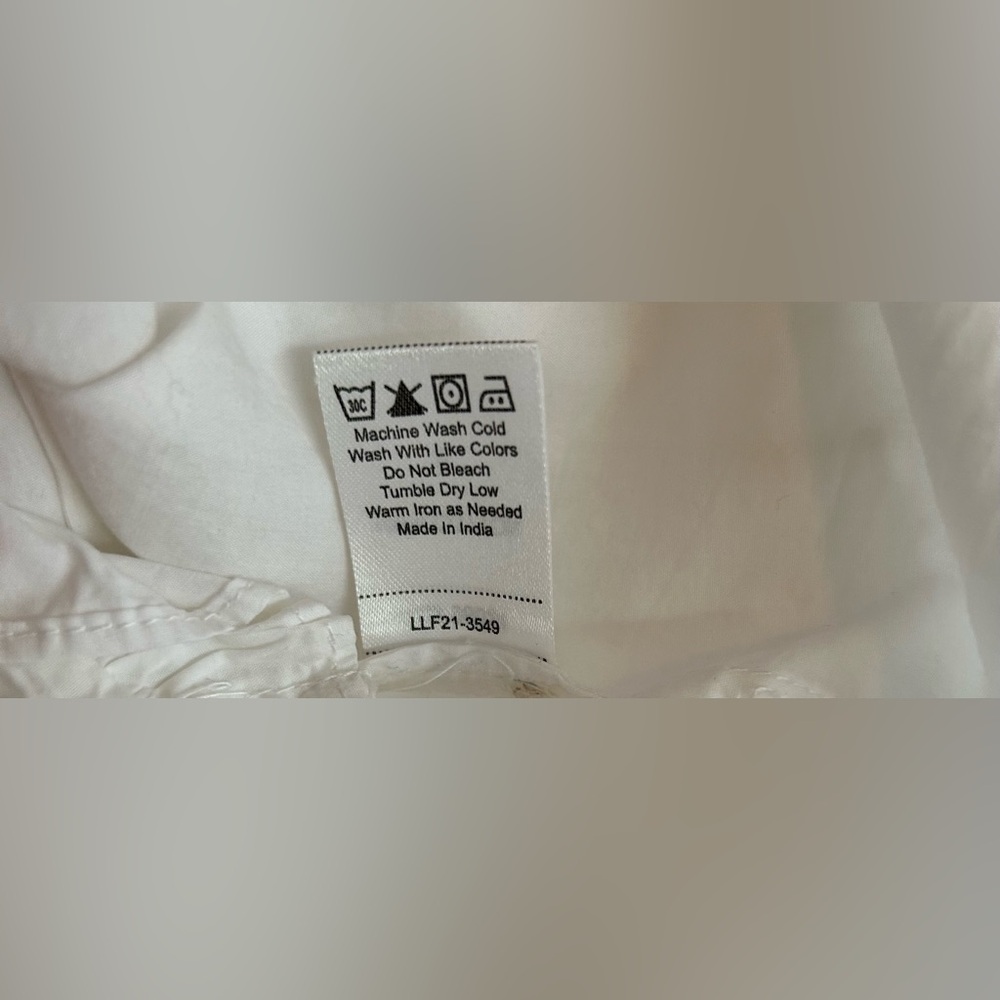 30C
Machine Wash Cold
Wash With Like Colors
Do Not Bleach
Tumble Dry Low
Warm Iron as Needed
Made in India
LLF21-3549